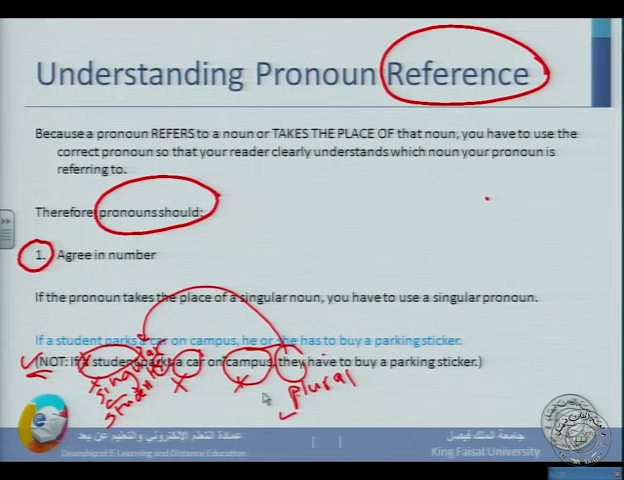 Understanding Pronoun Reference
Because a pronoun REFERS to a noun or TAKES THE PLACE OF that noun, you have to use the
correct pronoun so that your reader clearly understands which noun your pronoun is
referring to.
Therefore pronouns should:
1. Agree in number
If the pronoun takes the place of a singular noun, you have to use a singular pronoun.
If a student parks a car on campus, he or she has to buy a parking sticker.
(NOT: If a student parks a car on campus, they have to buy a parking sticker.)
singular
student
plural
عمادة التعلم الإلكتروني والتعليم عن بعد
Deanship of E-Learning and Distance Education
[ ]
جامعة الملك فيصل
King Faisal University